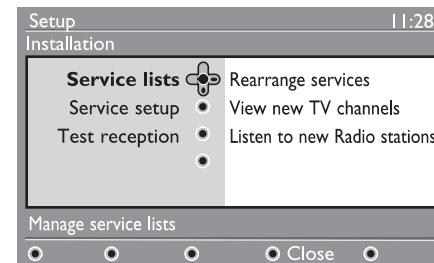 Setup 11:28
Installation
Service lists Rearrange services
Service setup View new TV channels
Test reception Listen to new Radio stations
Manage service lists
Close